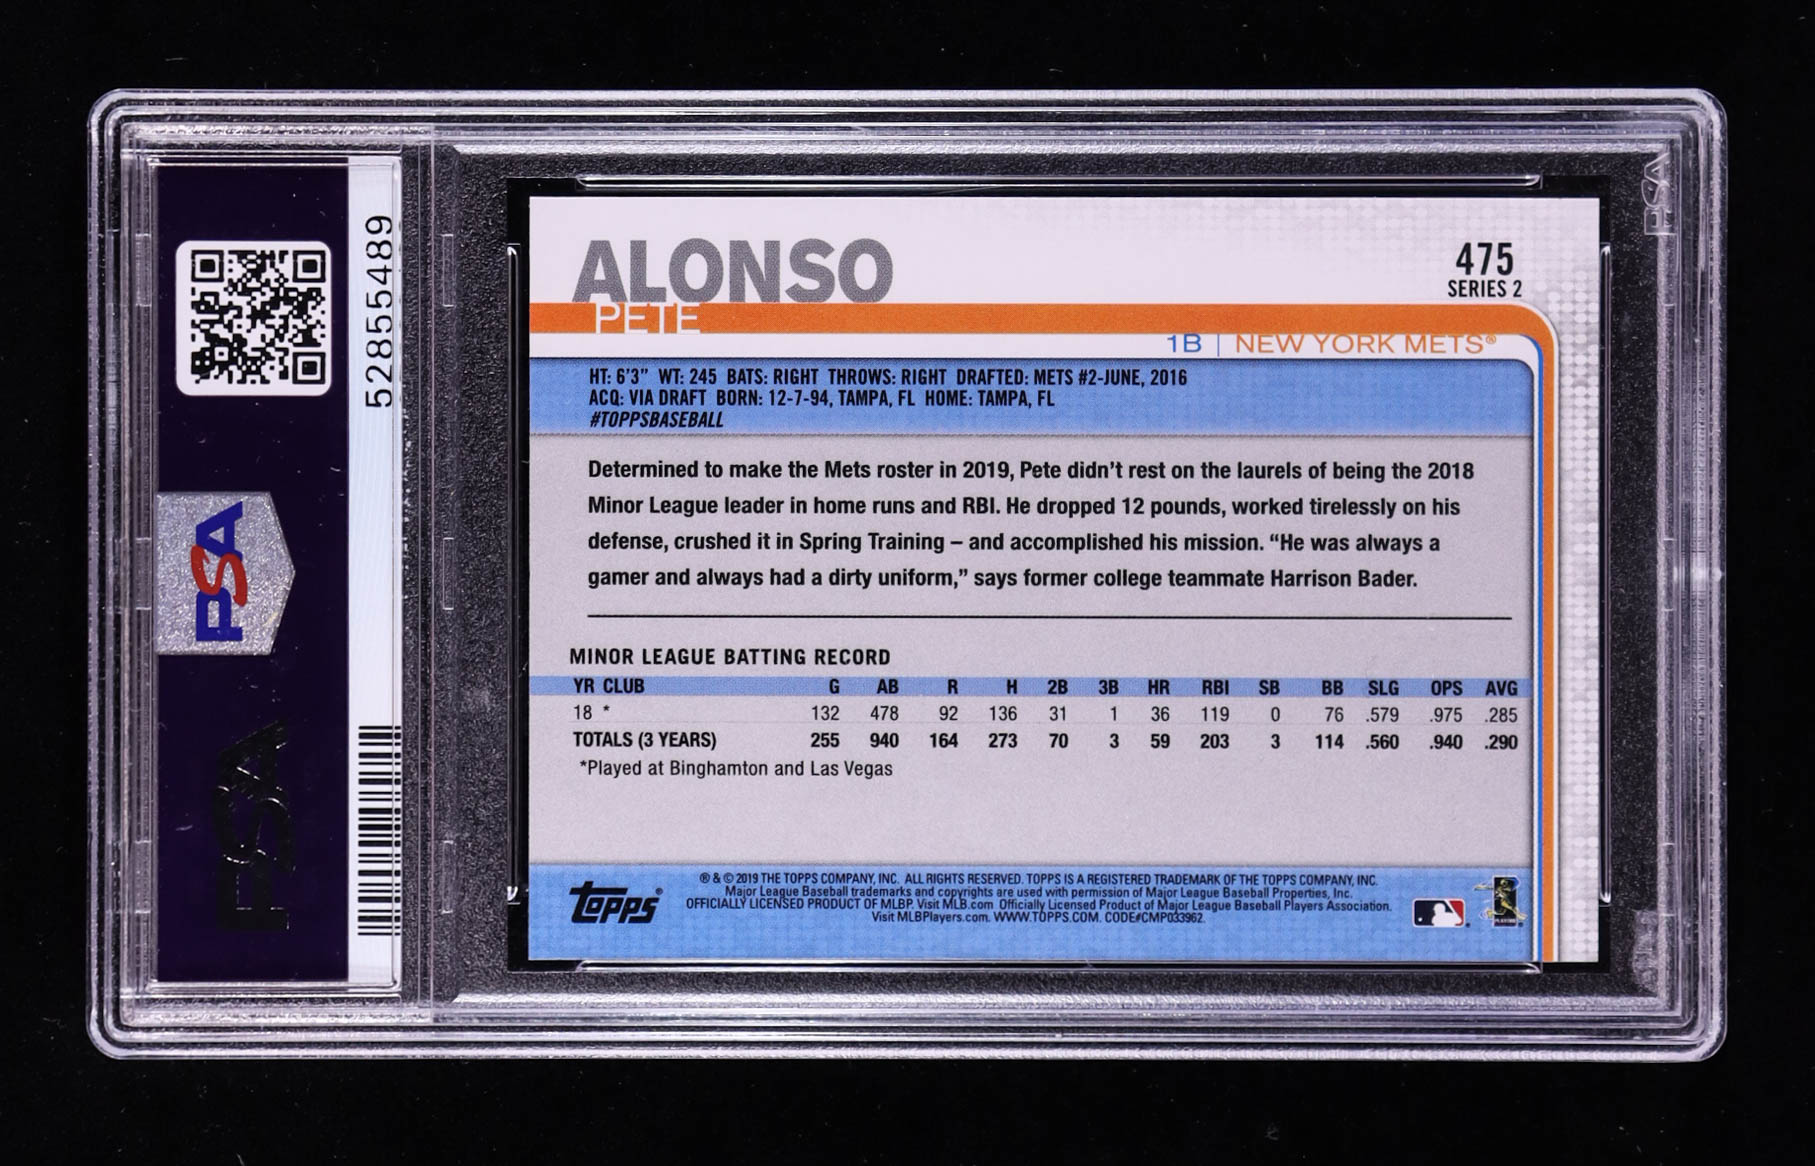 52855489
PSA
PSA
PSA
ALONSO
PETE
475
SERIES 2
1B | NEW YORK METS®
HT: 6'3" WT: 245 BATS: RIGHT THROWS: RIGHT DRAFTED: METS #2-JUNE, 2016
ACQ: VIA DRAFT BORN: 12-7-94, TAMPA, FL HOME: TAMPA, FL
#TOPPSBASEBALL
Determined to make the Mets roster in 2019, Pete didn't rest on the laurels of being the 2018
Minor League leader in home runs and RBI. He dropped 12 pounds, worked tirelessly on his
defense, crushed it in Spring Training – and accomplished his mission. “He was always a
gamer and always had a dirty uniform,” says former college teammate Harrison Bader.
MINOR LEAGUE BATTING RECORD
YR CLUB G AB R H 2B 3B HR RBI SB BB SLG OPS AVG
18 * 132 478 92 136 31 1 36 119 0 76 .579 .975 .285
TOTALS (3 YEARS) 255 940 164 273 70 3 59 203 3 114 .560 .940 .290
*Played at Binghamton and Las Vegas
Topps®
® & © 2019 THE TOPPS COMPANY, INC. ALL RIGHTS RESERVED. TOPPS IS A REGISTERED TRADEMARK OF THE TOPPS COMPANY, INC.
Major League Baseball trademarks and copyrights are used with permission of Major League Baseball Properties, Inc.
OFFICIALLY LICENSED PRODUCT OF MLBP. Visit MLB.com Officially Licensed Product of Major League Baseball Players Association.
Visit MLBPlayers.com. WWW.TOPPS.COM. CODE#CMP033962.